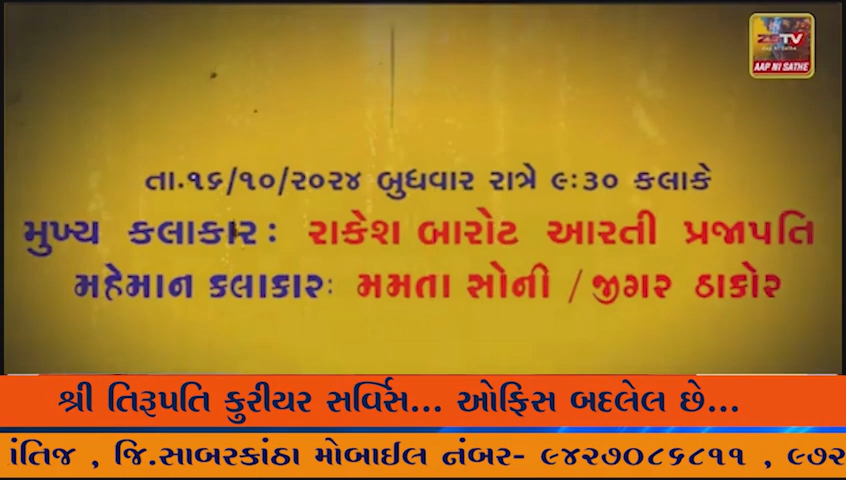 TV
AAP NI SATHE
તા.૧૬/૧૦/૨૦૨૪ બુધવાર રાત્રે ૯:૩૦ કલાકે
મુખ્ય કલાકાર: રાકેશ બારોટ આરતી પ્રજાપતિ
મહેમાન કલાકાર: મમતા સોની / જીગર ઠાકોર
શ્રી તિરૂપતિ કુરીયર સર્વિસ... ઓફિસ બદલેલ છે...
ંતિજ , જિ.સાબરકાંઠા મોબાઈલ નંબર- ૯૪૨૭૦૮૬૮૧૧ , ૯૭૨